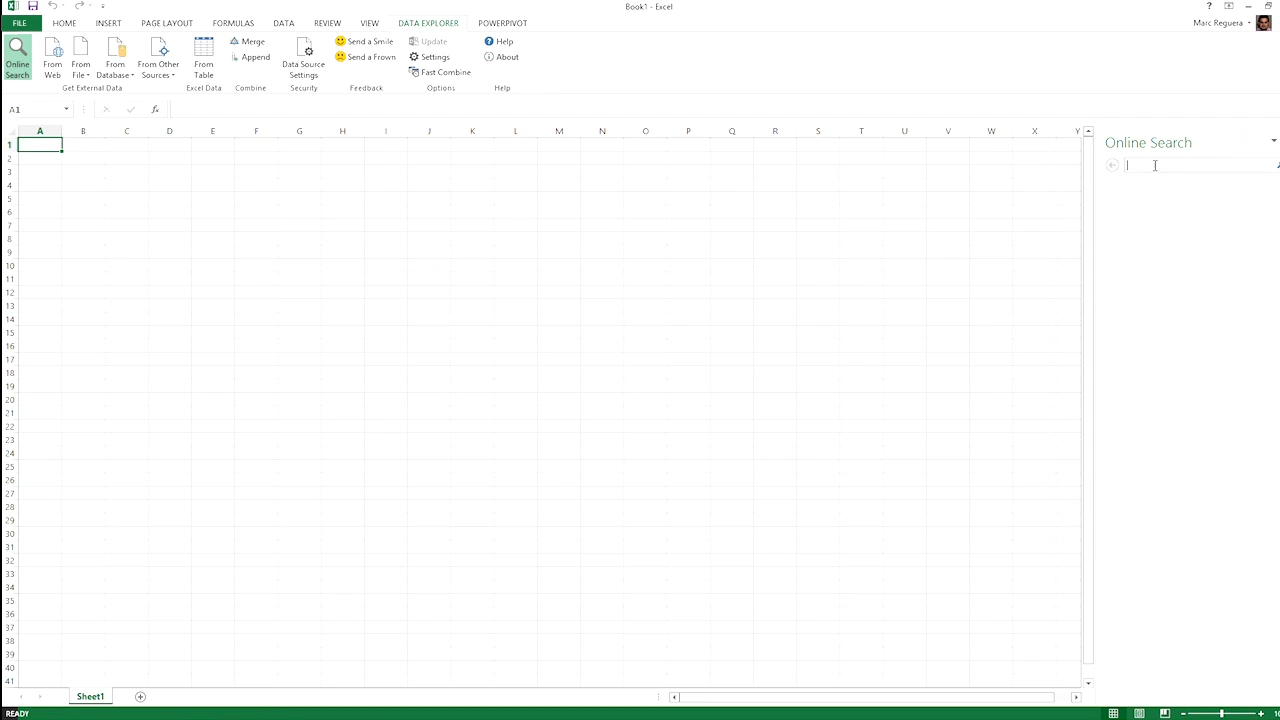 Book1 - Excel
?
FILE HOME INSERT PAGE LAYOUT FORMULAS DATA REVIEW VIEW DATA EXPLORER POWERPIVOT
Marc Reguera
Online Search
From Web
From File
From Database
From Other Sources
Get External Data
From Table
Excel Data
Merge
Append
Combine
Data Source Settings
Security
Send a Smile
Send a Frown
Feedback
Update
Settings
Fast Combine
Options
Help
About
Help
A1
fx
A B C D E F G H I J K L M N O P Q R S T U V W X Y
1
2
3
4
5
6
7
8
9
10
11
12
13
14
15
16
17
18
19
20
21
22
23
24
25
26
27
28
29
30
31
32
33
34
35
36
37
38
39
40
41
Online Search
Sheet1
READY